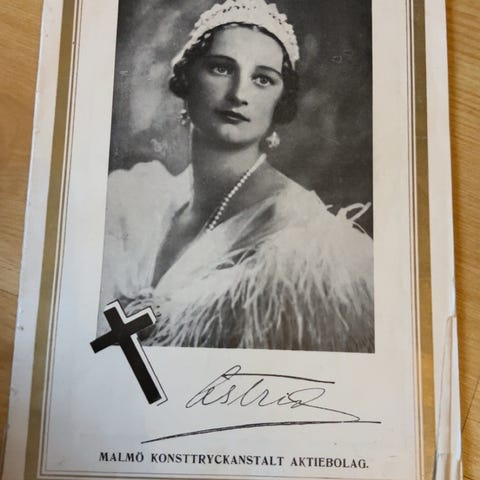 Astrid
MALMÖ KONSTTRYCKANSTALT AKTIEBOLAG.